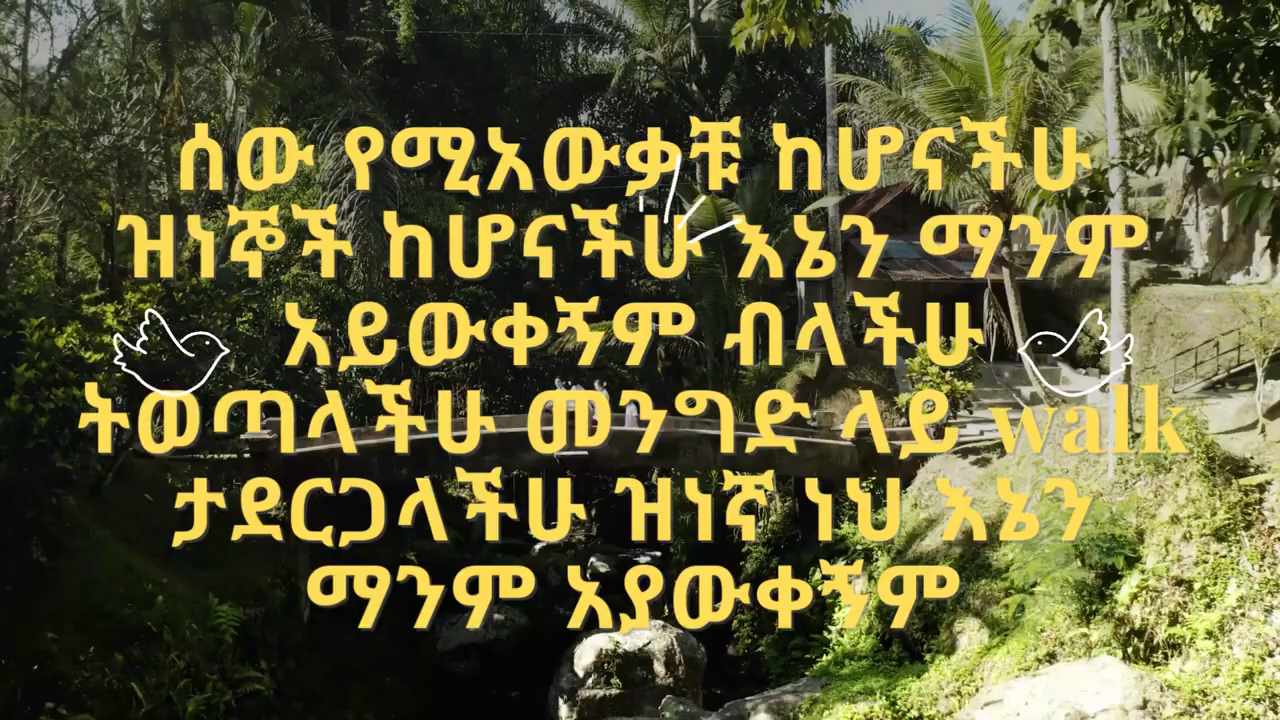 ሰው የሚአውቃቹ ከሆናችሁ
ዝነኞች ከሆናችሁ እኔን ማንም
አይውቀኝም ብላችሁ
ትወጣላችሁ መንግድ ላይ walk
ታደርጋላችሁ ዝነኛ ነህ እኔን
ማንም አያውቀኝም